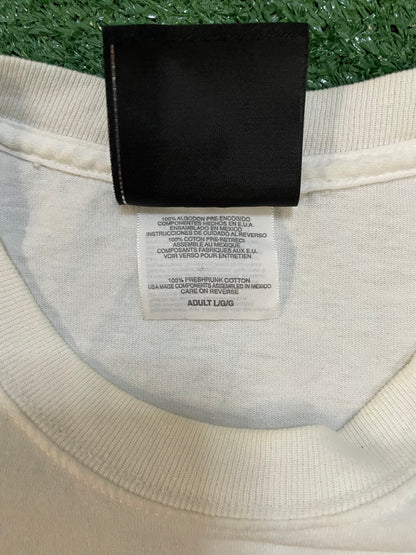 100% ALGODON PRE-ENCOGIDO
COMPONENTES HECHOS EN E.U.A.
ENSAMBLADO EN MEXICO
INSTRUCCIONES DE CUIDADO AL REVERSO
100% COTON PRE-RETRECI
ASSEMBLE AU MEXIQUE
COMPOSANTS FABRIQUES AUX E.U.
VOIR VERSO POUR ENTRETIEN
100% PRESHRUNK COTTON
USA MADE COMPONENTS ASSEMBLED IN MEXICO
CARE ON REVERSE
ADULT L/G/G